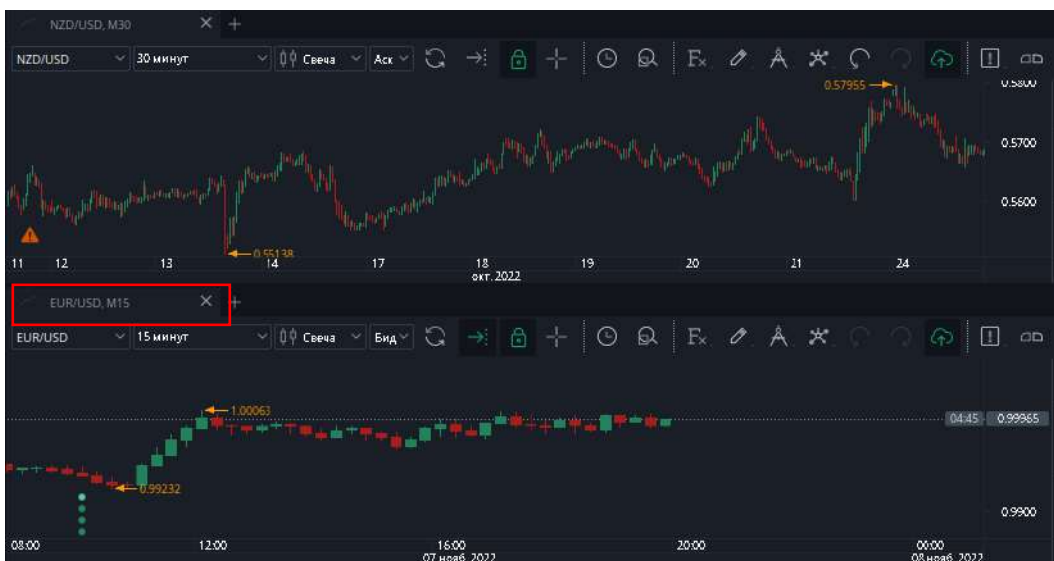 NZD/USD, M30
NZD/USD 30 минут Свеча Аск Fx
0.57955 0.5800
0.5700
0.5600
0.55138
11 12 13 14 17 18 19 20 21 24
окт. 2022
EUR/USD, M15
EUR/USD 15 минут Свеча Бид Fx
1.00063
04:45 0.99965
0.99232
0.9900
08:00 12:00 16:00 20:00 00:00
07 нояб. 2022 08 нояб. 2022